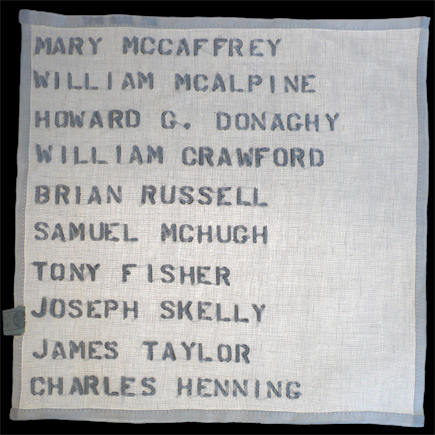 MARY MCCAFFREY
WILLIAM MCALPINE
HOWARD G. DONAGHY
WILLIAM CRAWFORD
BRIAN RUSSELL
SAMUEL MCHUGH
TONY FISHER
JOSEPH SKELLY
JAMES TAYLOR
CHARLES HENNING